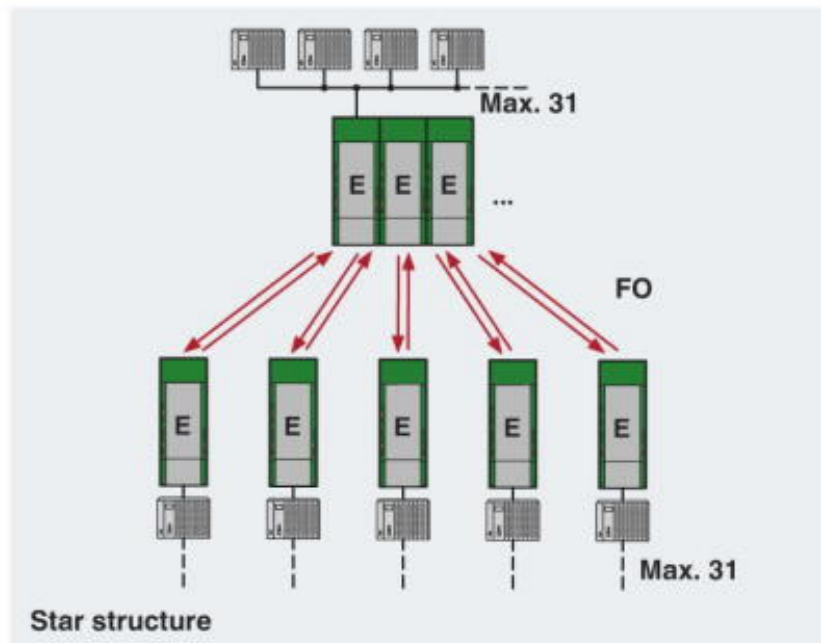 Max. 31
E E E ...
FO
E E E E E
Max. 31
Star structure